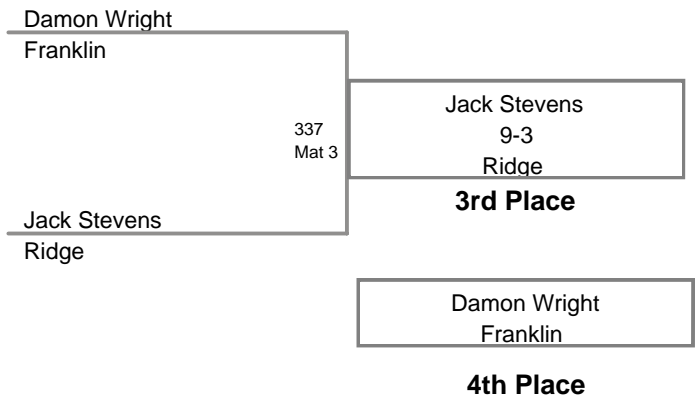 Damon Wright
Franklin
Jack Stevens
9-3
Ridge
337
Mat 3
3rd Place
Jack Stevens
Ridge
Damon Wright
Franklin
4th Place